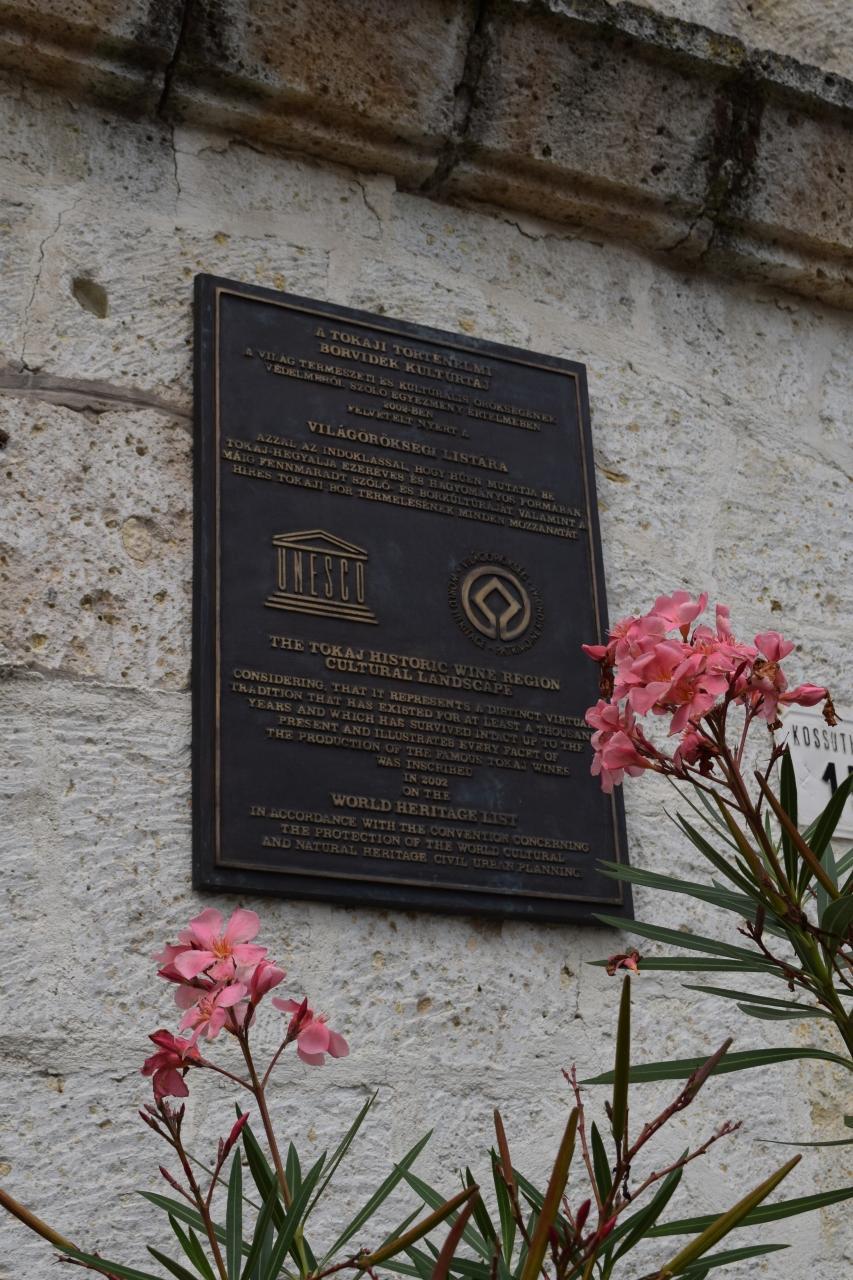 A TOKAJI TÖRTÉNELMI
BORVIDÉK KULTÚRTÁJ
A VILÁG TERMÉSZETI ÉS KULTURÁLIS ÖRÖKSÉGÉNEK
VÉDELMÉRŐL SZÓLÓ EGYEZMÉNY ÉRTELMÉBEN
2002-BEN
FELVÉTELT NYERT A
VILÁGÖRÖKSÉGI LISTÁRA
AZZAL AZ INDOKLÁSSAL, HOGY HŰEN MUTATJA BE
TOKAJ-HEGYALJA EZERÉVES ÉS HAGYOMÁNYOS FORMÁBAN
MÁIG FENNMARADT SZŐLŐ- ÉS BORKULTÚRÁJÁT VALAMINT A
HÍRES TOKAJI BOR TERMELÉSÉNEK MINDEN MOZZANATÁT
UNESCO
VILÁGÖRÖKSÉG
WORLD HERITAGE
PATRIMOINE MONDIAL
THE TOKAJ HISTORIC WINE REGION
CULTURAL LANDSCAPE
CONSIDERING, THAT IT REPRESENTS A DISTINCT
TRADITION THAT HAS EXISTED FOR AT LEAST A THOUSAN
YEARS AND WHICH HAS SURVIVED INTACT UP TO THE
PRESENT AND ILLUSTRATES EVERY FACET OF
THE PRODUCTION OF THE FAMOUS TOKAJ WINES
WAS INSCRIBED
IN 2002
ON THE
WORLD HERITAGE LIST
IN ACCORDANCE WITH THE CONVENTION CONCERNING
THE PROTECTION OF THE WORLD CULTURAL
AND NATURAL HERITAGE CIVIL URBAN PLANNING
KOSSUTH